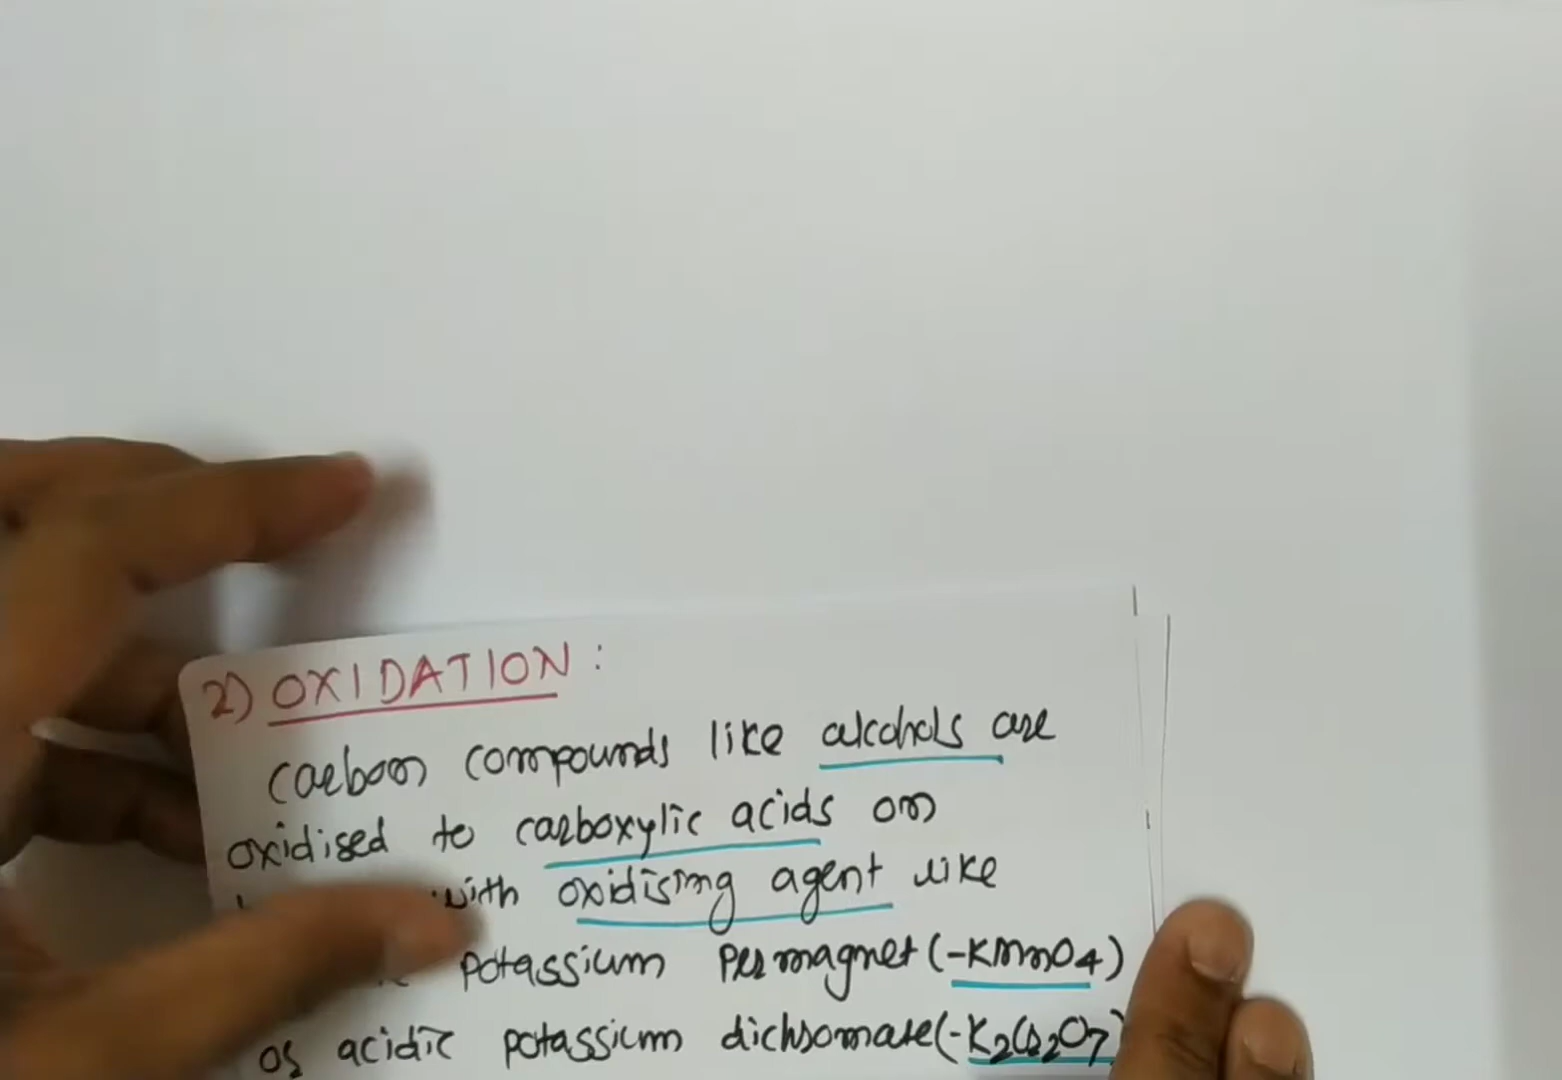 2) OXIDATION :
Carbon compounds like alcohols are
oxidised to carboxylic acids on
with oxidising agent like
potassium permagnet (-KMnO4)
or acidic potassium dichromate (-K2Cr2O7)